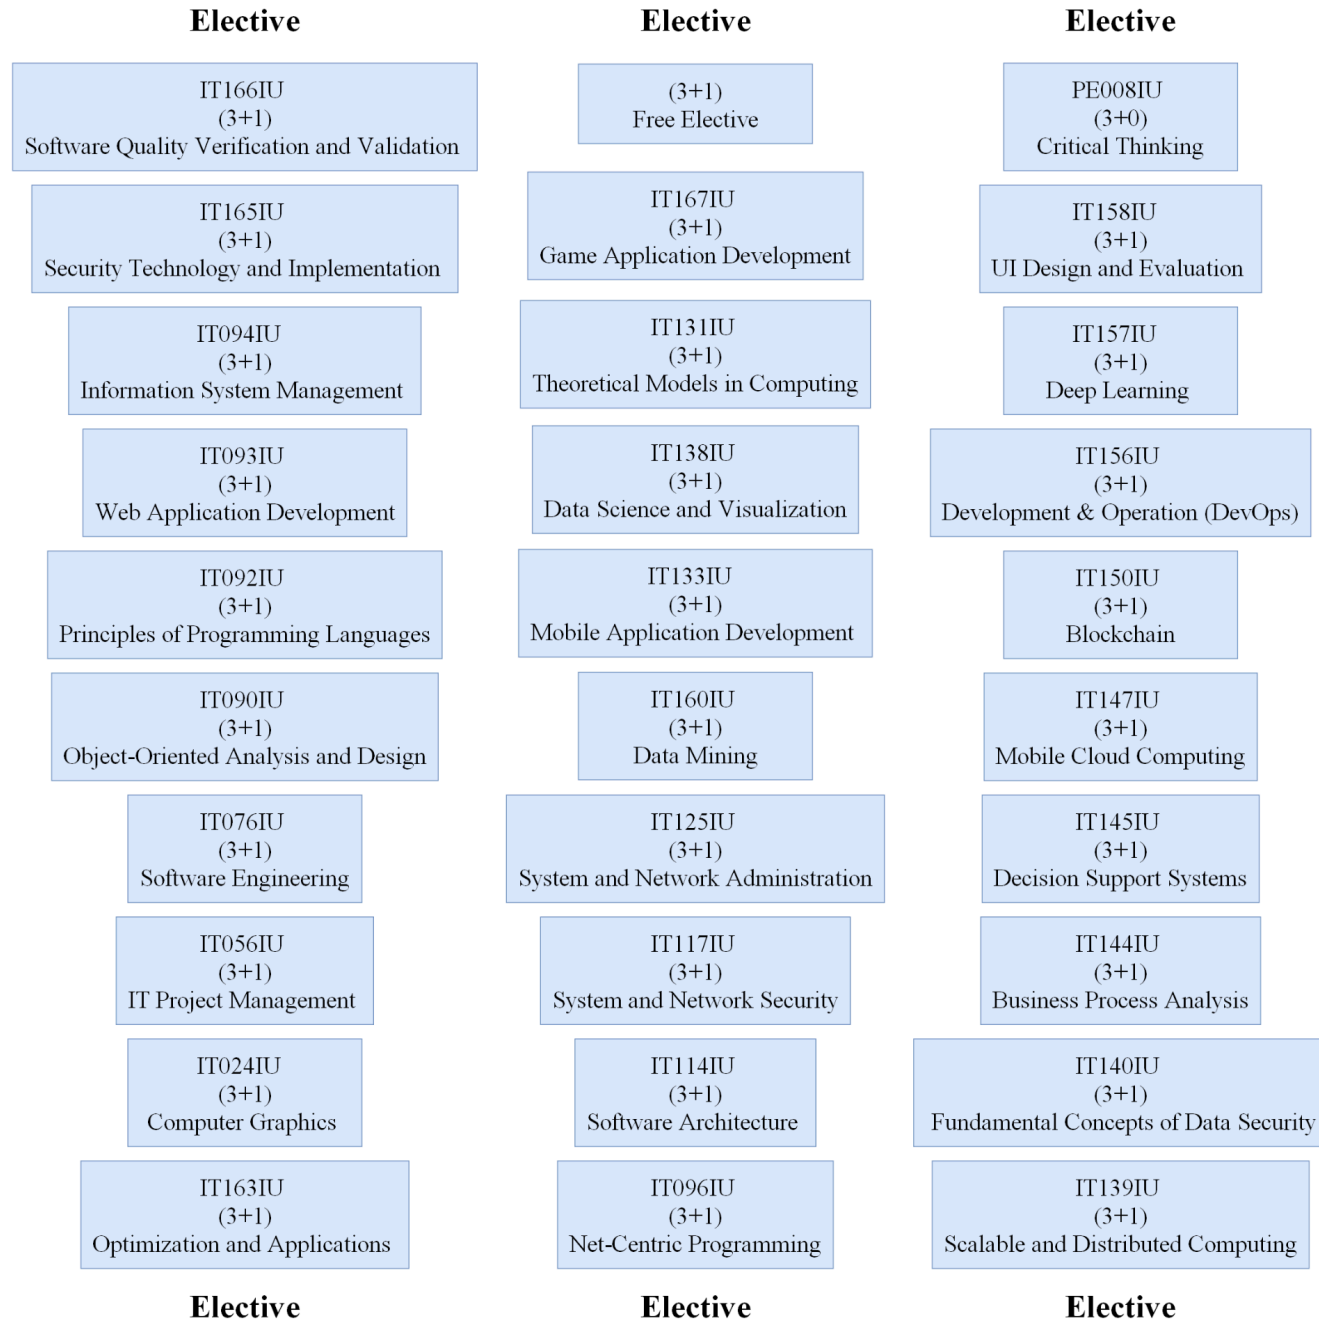 Elective
IT166IU
(3+1)
Software Quality Verification and Validation
IT165IU
(3+1)
Security Technology and Implementation
IT094IU
(3+1)
Information System Management
IT093IU
(3+1)
Web Application Development
IT092IU
(3+1)
Principles of Programming Languages
IT090IU
(3+1)
Object-Oriented Analysis and Design
IT076IU
(3+1)
Software Engineering
IT056IU
(3+1)
IT Project Management
IT024IU
(3+1)
Computer Graphics
IT163IU
(3+1)
Optimization and Applications
Elective
Elective
(3+1)
Free Elective
IT167IU
(3+1)
Game Application Development
IT131IU
(3+1)
Theoretical Models in Computing
IT138IU
(3+1)
Data Science and Visualization
IT133IU
(3+1)
Mobile Application Development
IT160IU
(3+1)
Data Mining
IT125IU
(3+1)
System and Network Administration
IT117IU
(3+1)
System and Network Security
IT114IU
(3+1)
Software Architecture
IT096IU
(3+1)
Net-Centric Programming
Elective
Elective
PE008IU
(3+0)
Critical Thinking
IT158IU
(3+1)
UI Design and Evaluation
IT157IU
(3+1)
Deep Learning
IT156IU
(3+1)
Development & Operation (DevOps)
IT150IU
(3+1)
Blockchain
IT147IU
(3+1)
Mobile Cloud Computing
IT145IU
(3+1)
Decision Support Systems
IT144IU
(3+1)
Business Process Analysis
IT140IU
(3+1)
Fundamental Concepts of Data Security
IT139IU
(3+1)
Scalable and Distributed Computing
Elective